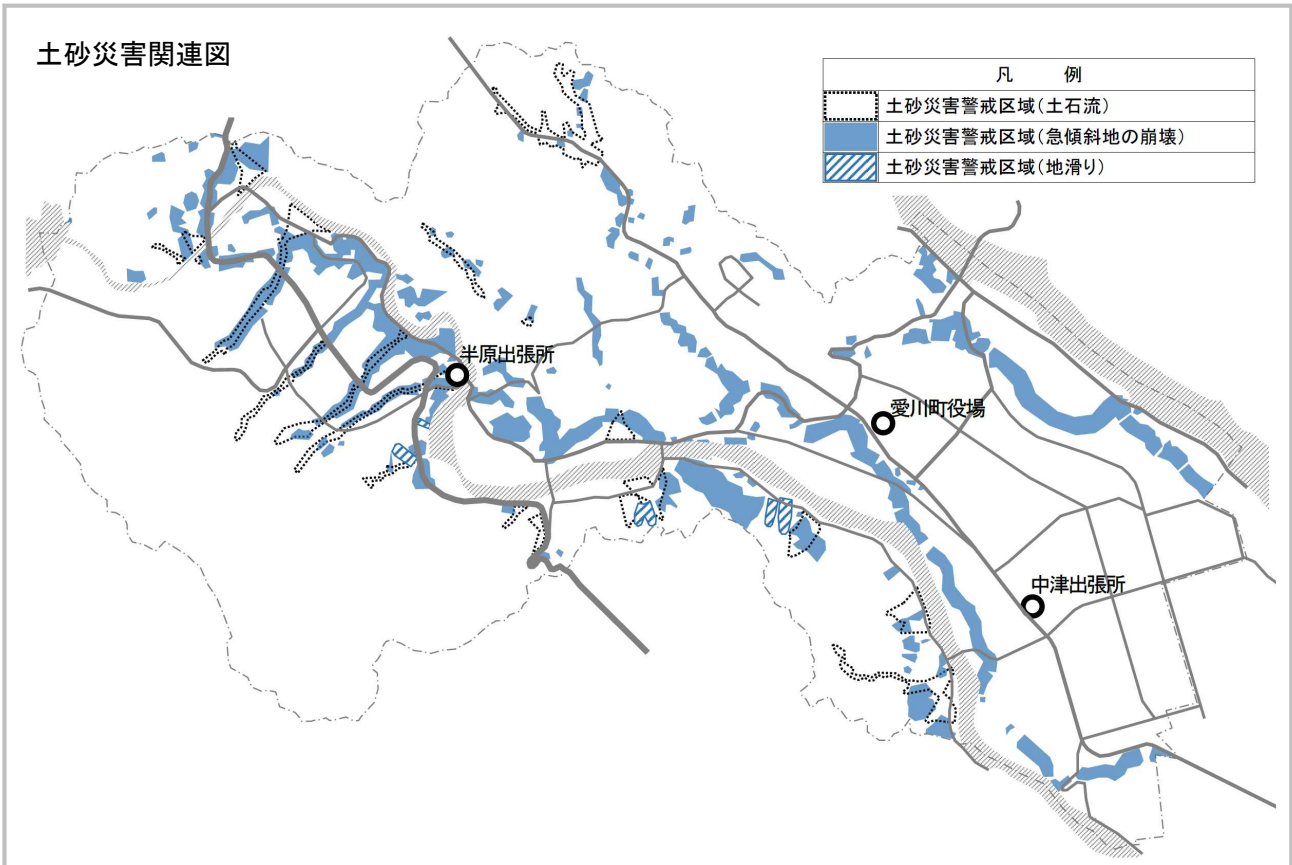 土砂災害関連図
凡 例
土砂災害警戒区域(土石流)
土砂災害警戒区域(急傾斜地の崩壊)
土砂災害警戒区域(地滑り)
半原出張所
愛川町役場
中津出張所